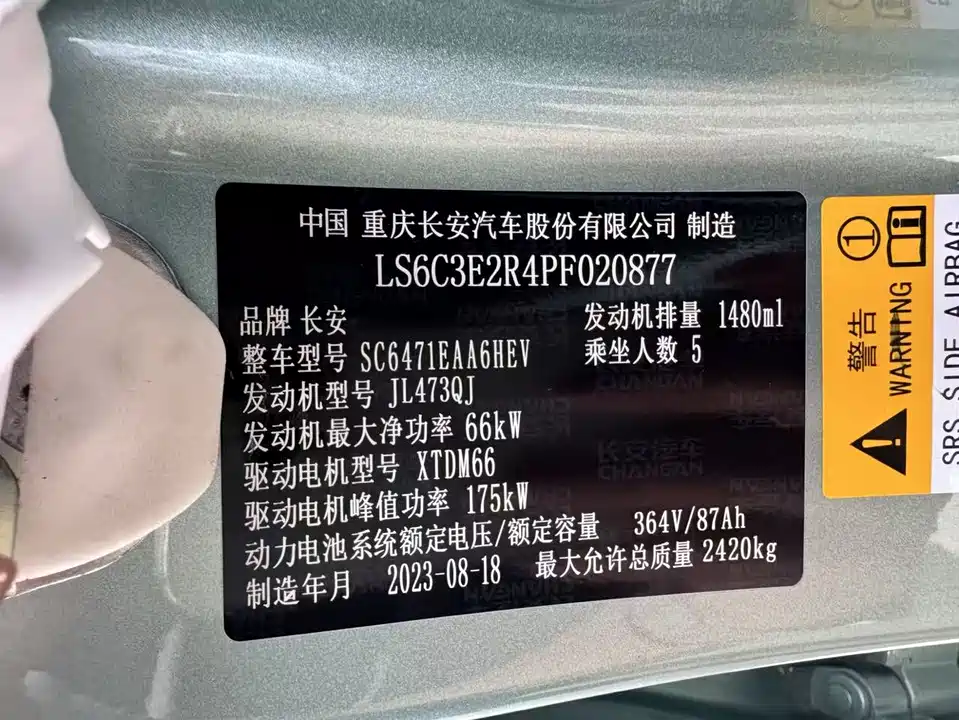 中国 重庆长安汽车股份有限公司 制造
LS6C3E2R4PF020877
品牌 长安
发动机排量 1480ml
整车型号 SC6471EAA6HEV
乘坐人数 5
发动机型号 JL473QJ
发动机最大净功率 66kW
驱动电机型号 XTDM66
驱动电机峰值功率 175kW
动力电池系统额定电压/额定容量 364V/87Ah
制造年月 2023-08-18 最大允许总质量 2420kg
长安汽车
CHANGAN
警告
WARNING
SRS SIDE AIRBAG